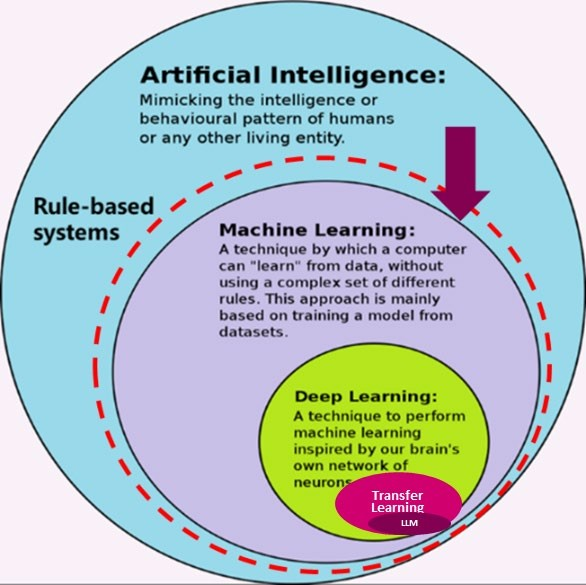 Artificial Intelligence:
Mimicking the intelligence or
behavioural pattern of humans
or any other living entity.
Rule-based
systems
Machine Learning:
A technique by which a computer
can "learn" from data, without
using a complex set of different
rules. This approach is mainly
based on training a model from
datasets.
Deep Learning:
A technique to perform
machine learning
inspired by our brain's
own network of
neurons
Transfer
Learning
LLM